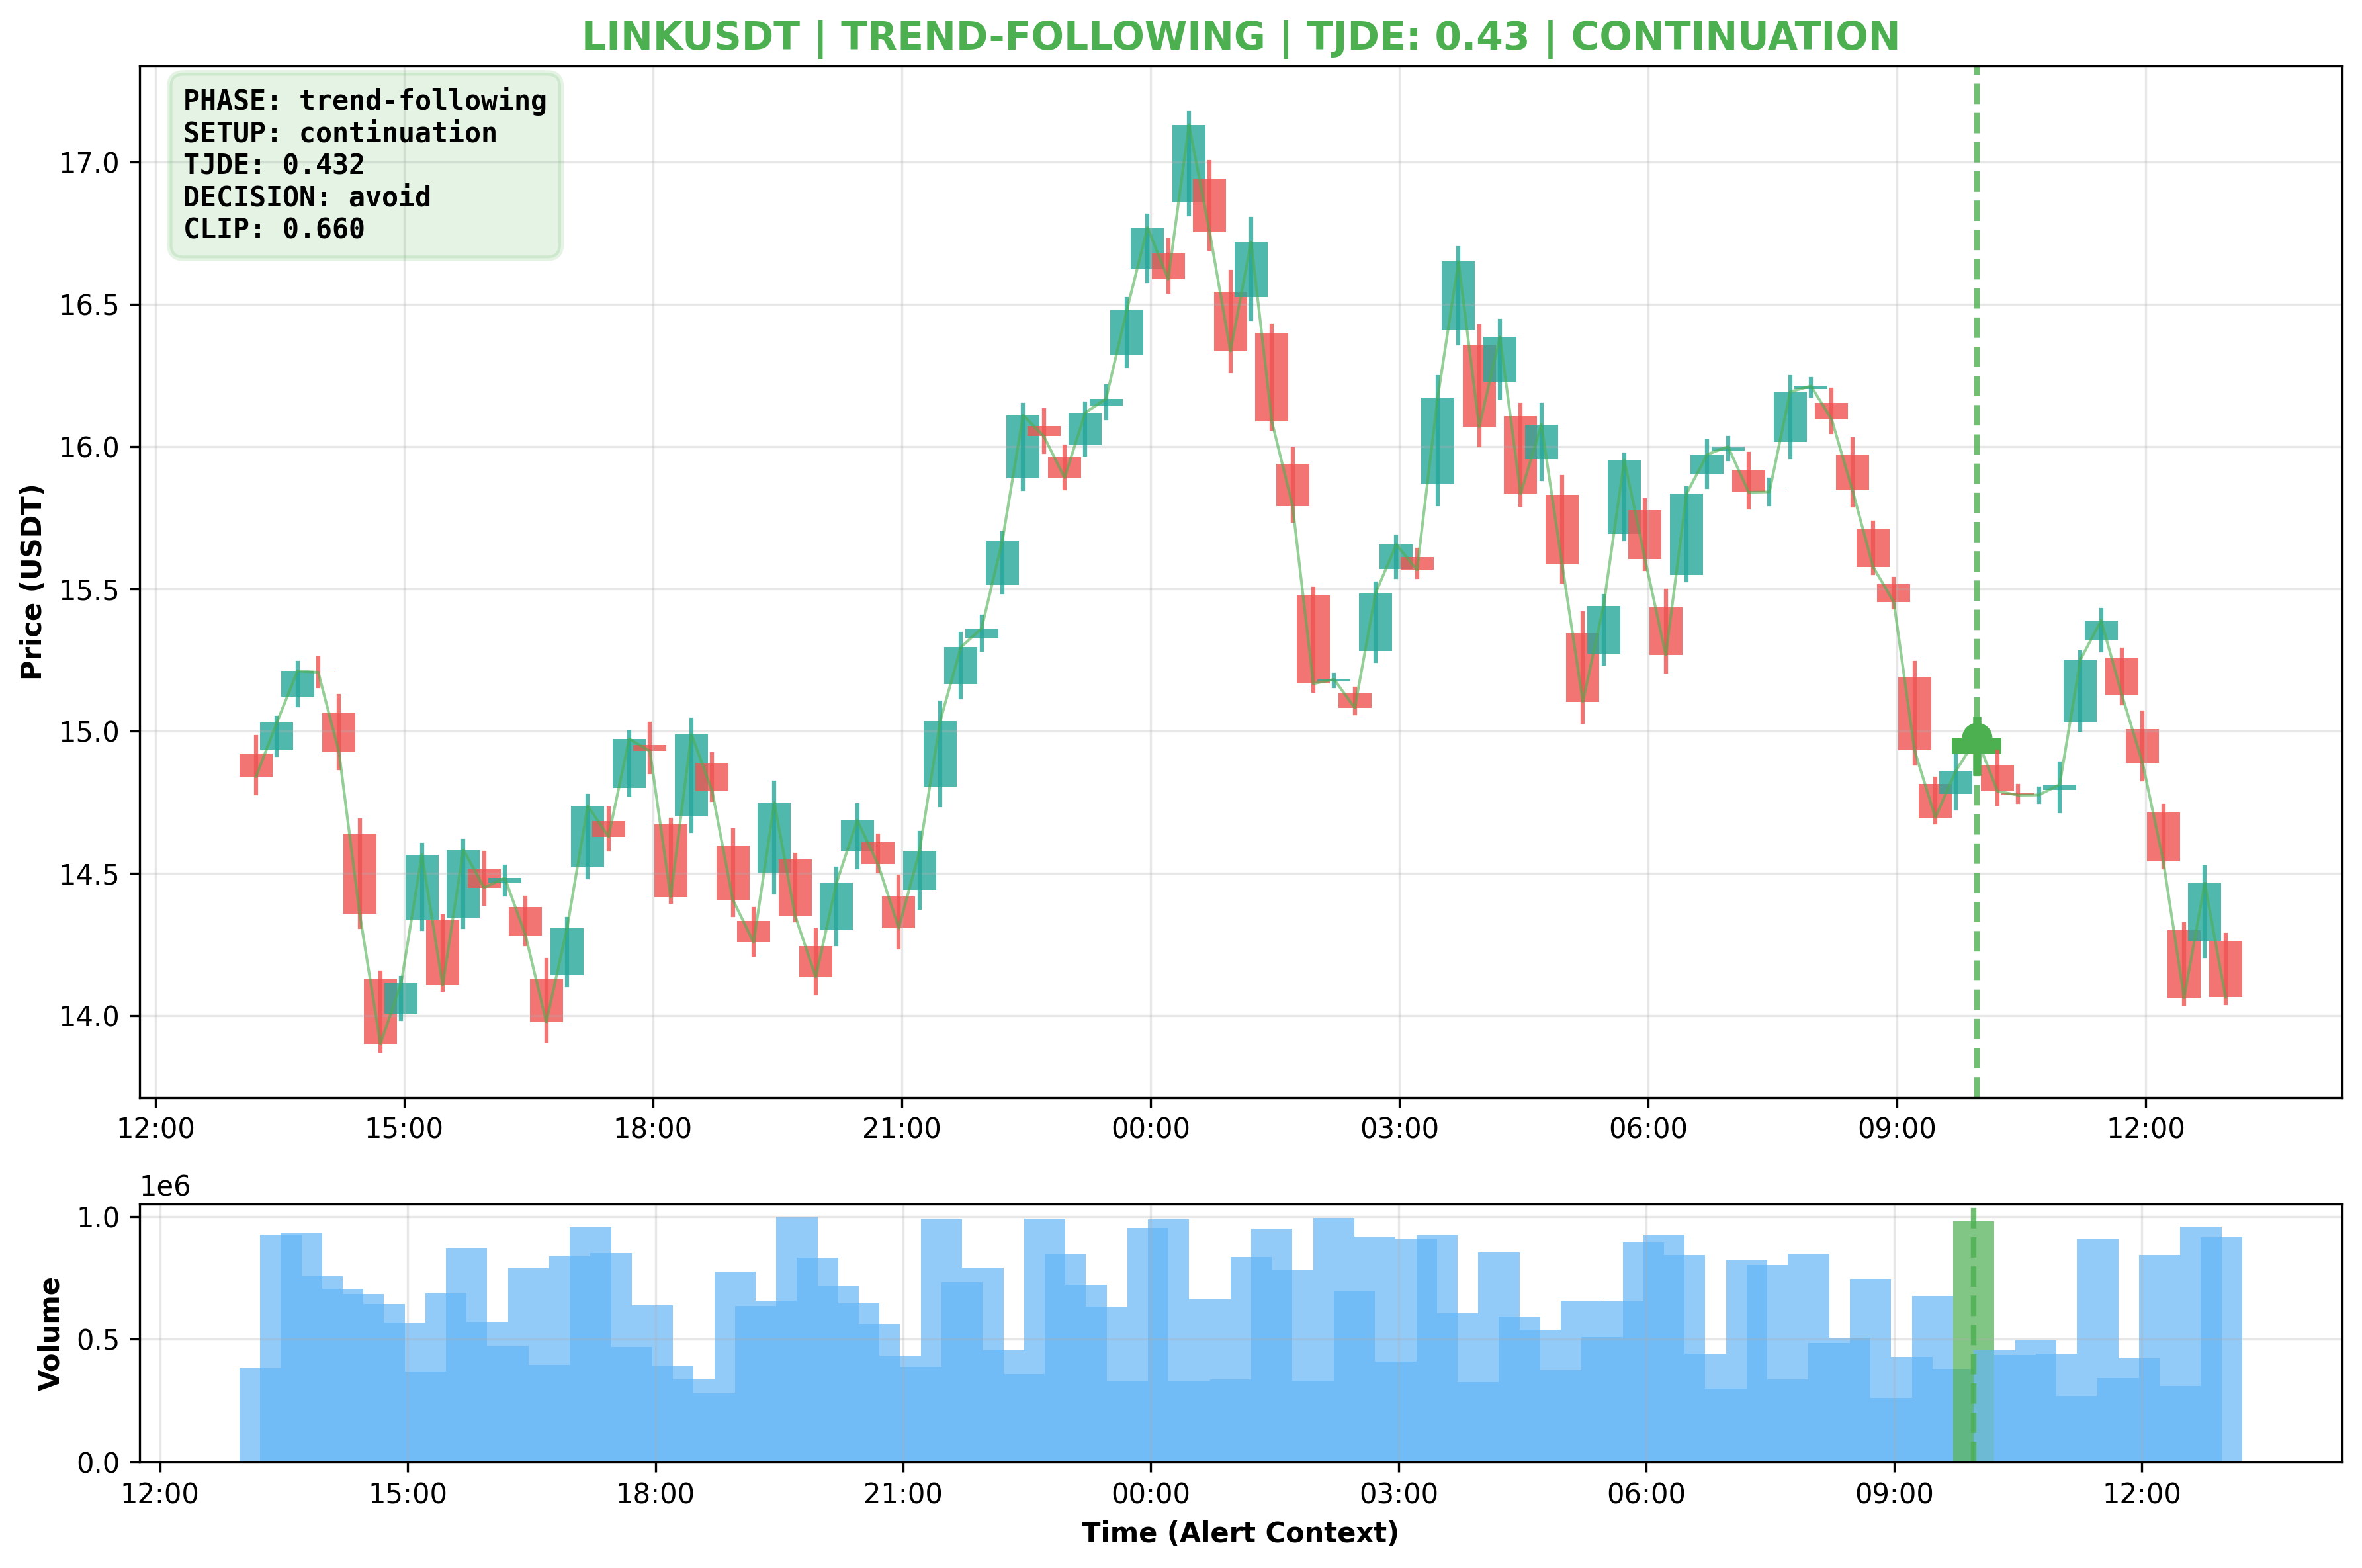 LINKUSDT | TREND-FOLLOWING | TJDE: 0.43 | CONTINUATION
PHASE: trend-following
SETUP: continuation
TJDE: 0.432
DECISION: avoid
CLIP: 0.660
Price (USDT)
17.0
16.5
16.0
15.5
15.0
14.5
14.0
12:00 15:00 18:00 21:00 00:00 03:00 06:00 09:00 12:00
1e6
Volume
1.0
0.5
0.0
12:00 15:00 18:00 21:00 00:00 03:00 06:00 09:00 12:00
Time (Alert Context)